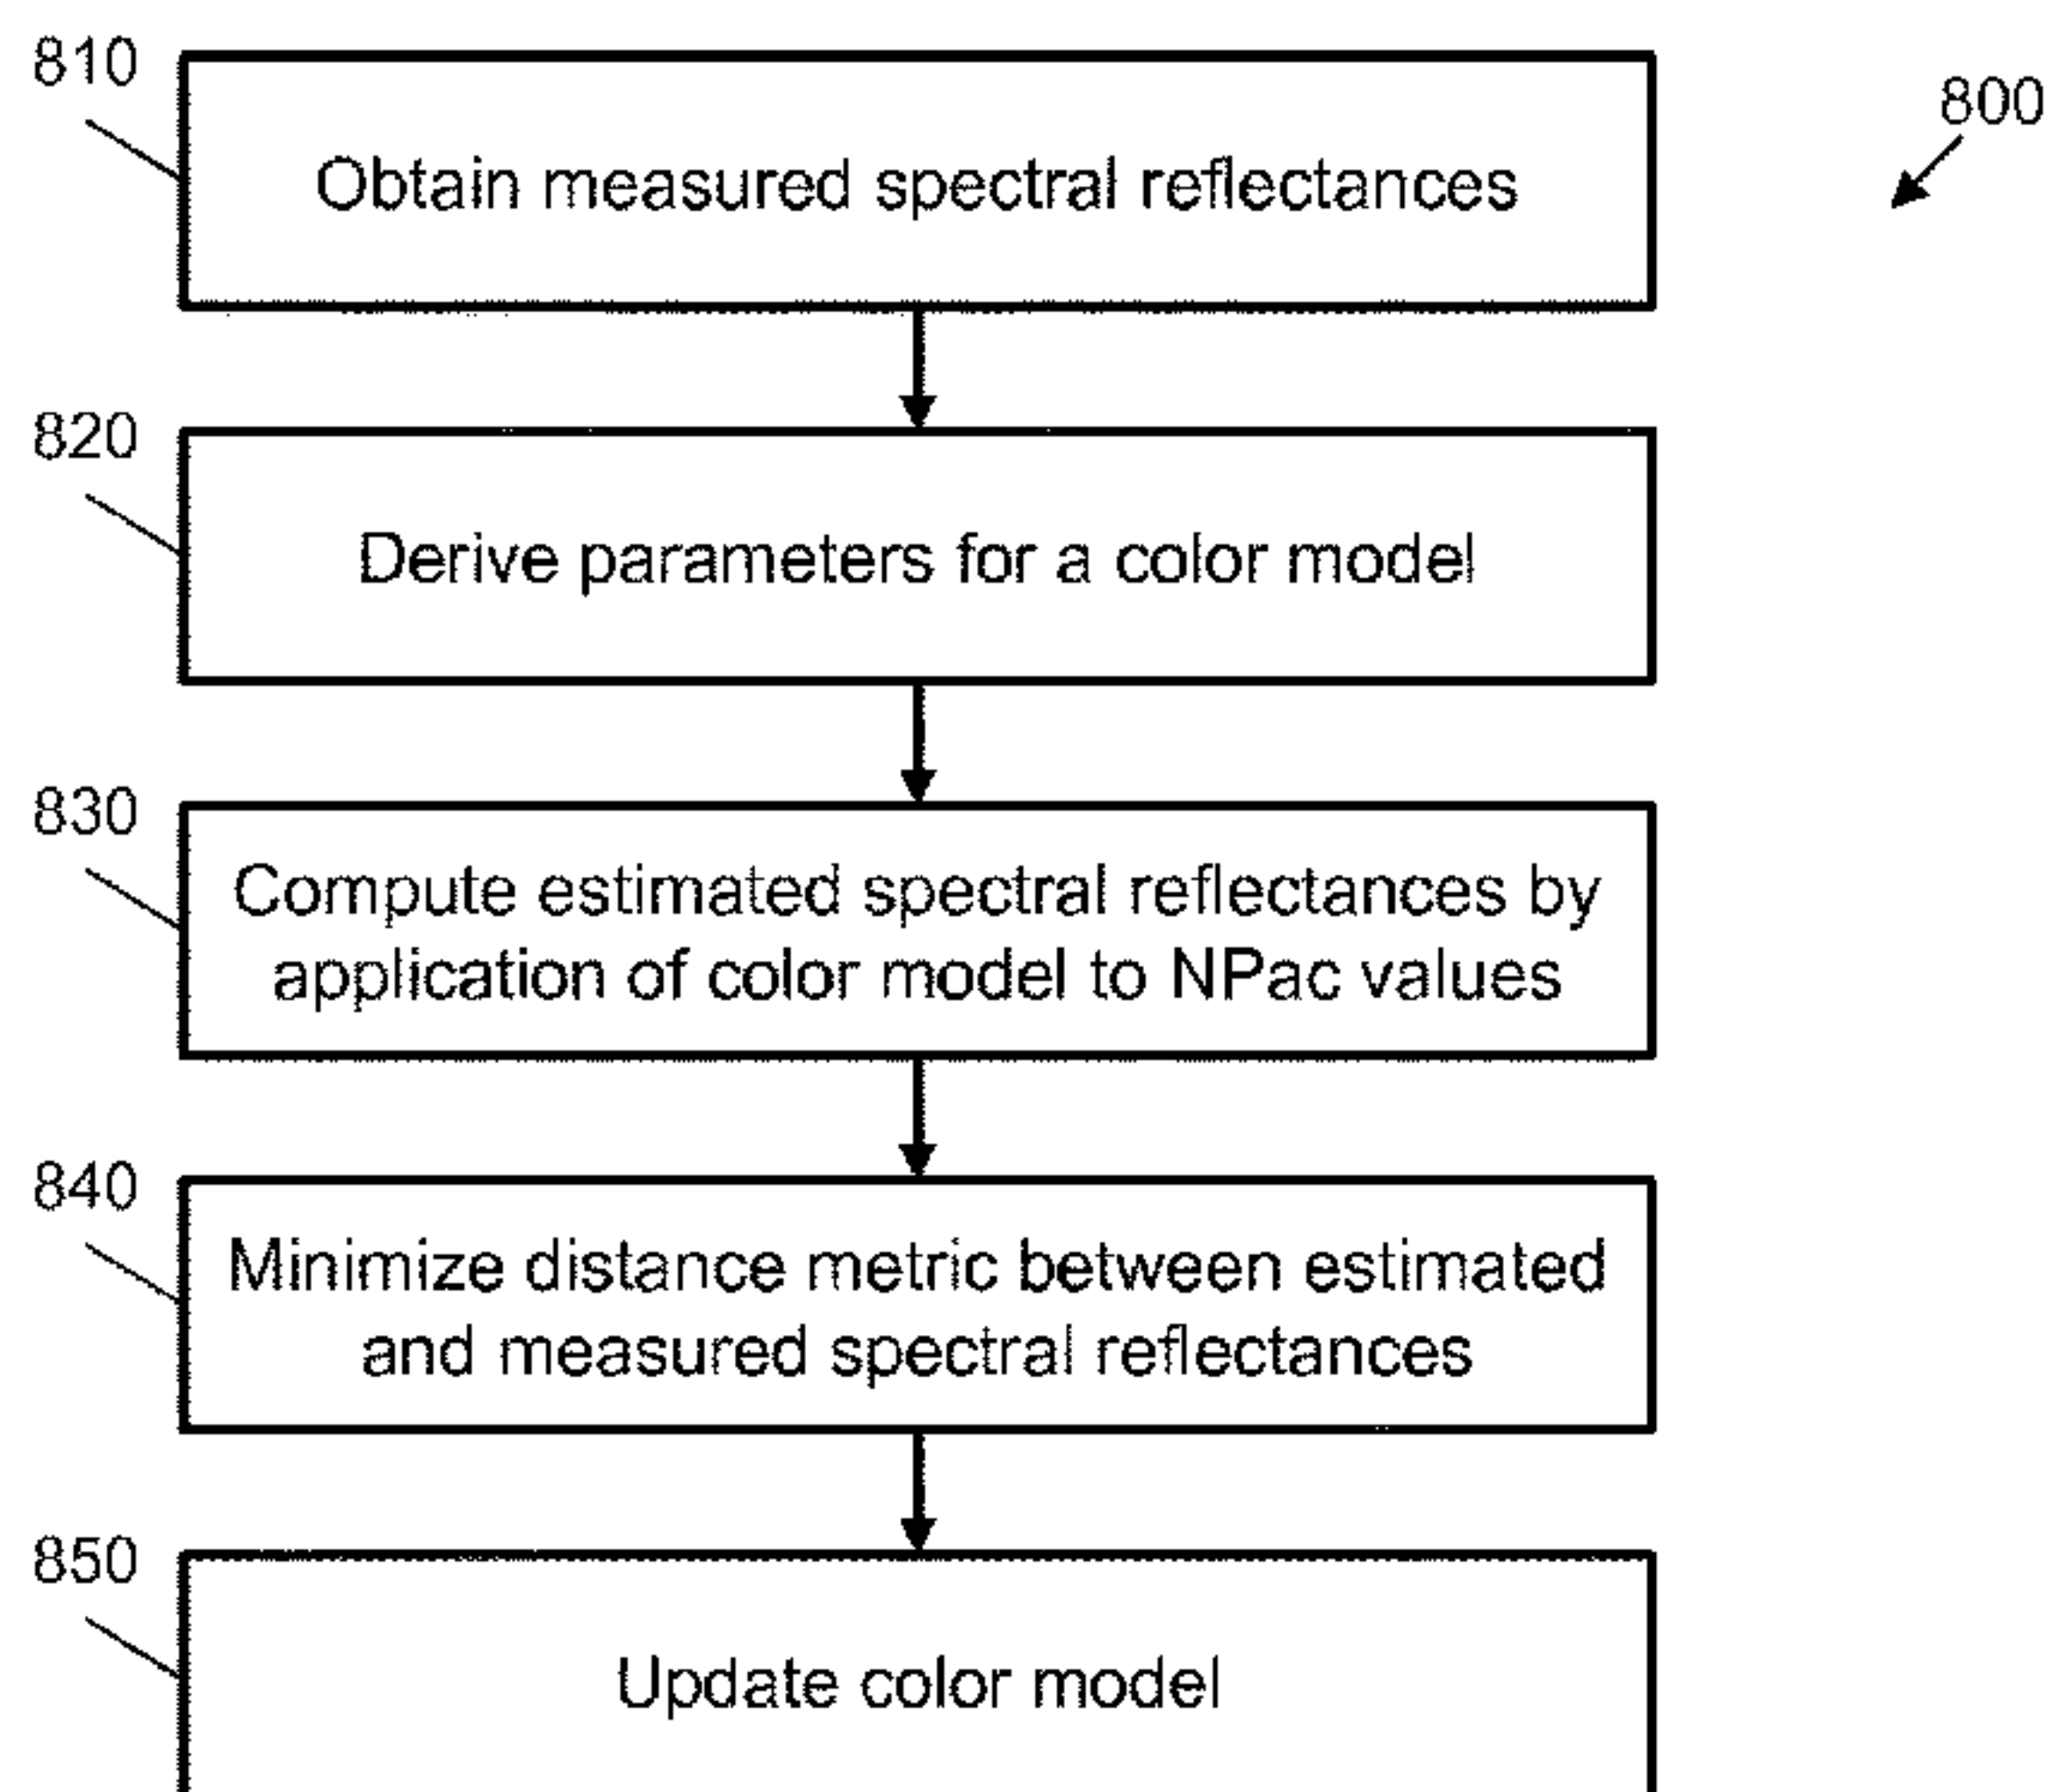 810
800
Obtain measured spectral reflectances
820
Derive parameters for a color model
830
Compute estimated spectral reflectances by
application of color model to NPac values
840
Minimize distance metric between estimated
and measured spectral reflectances
850
Update color model